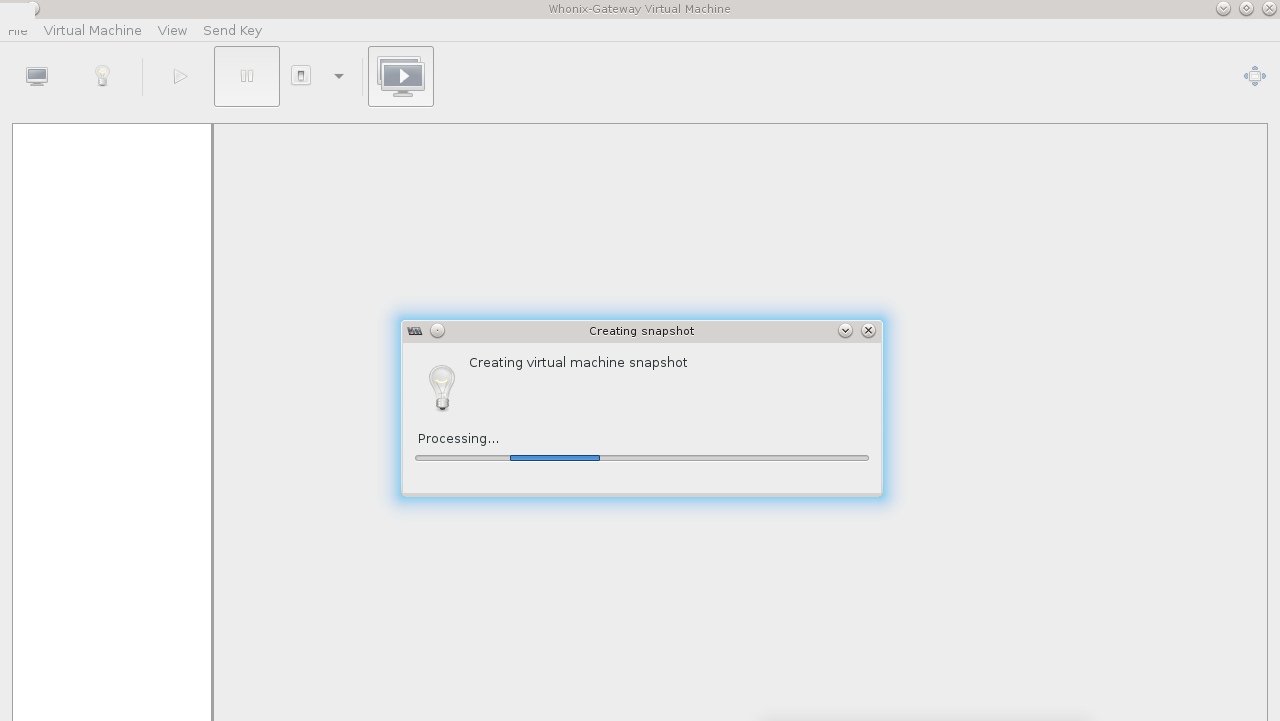 Whonix-Gateway Virtual Machine
File Virtual Machine View Send Key
Creating snapshot
Creating virtual machine snapshot
Processing...